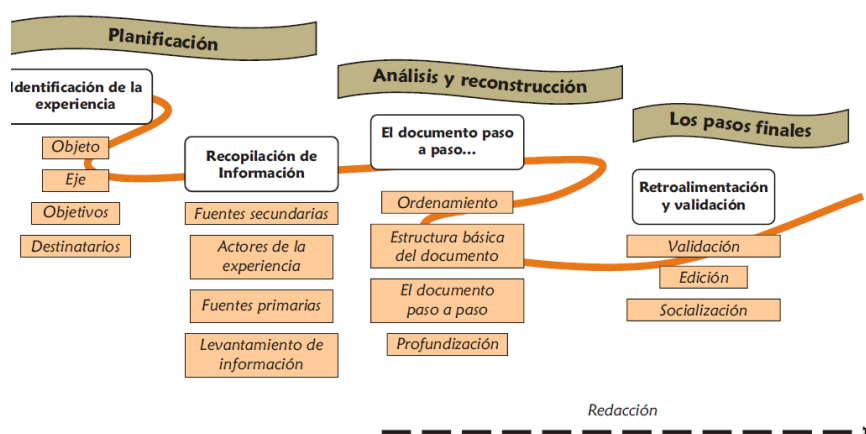 Planificación
Identificación de la
experiencia
Objeto
Eje
Objetivos
Destinatarios
Recopilación de
Información
Fuentes secundarias
Actores de la
experiencia
Fuentes primarias
Levantamiento de
información
Análisis y reconstrucción
El documento paso
a paso...
Ordenamiento
Estructura básica
del documento
El documento
paso a paso
Profundización
Los pasos finales
Retroalimentación
y validación
Validación
Edición
Socialización
Redacción